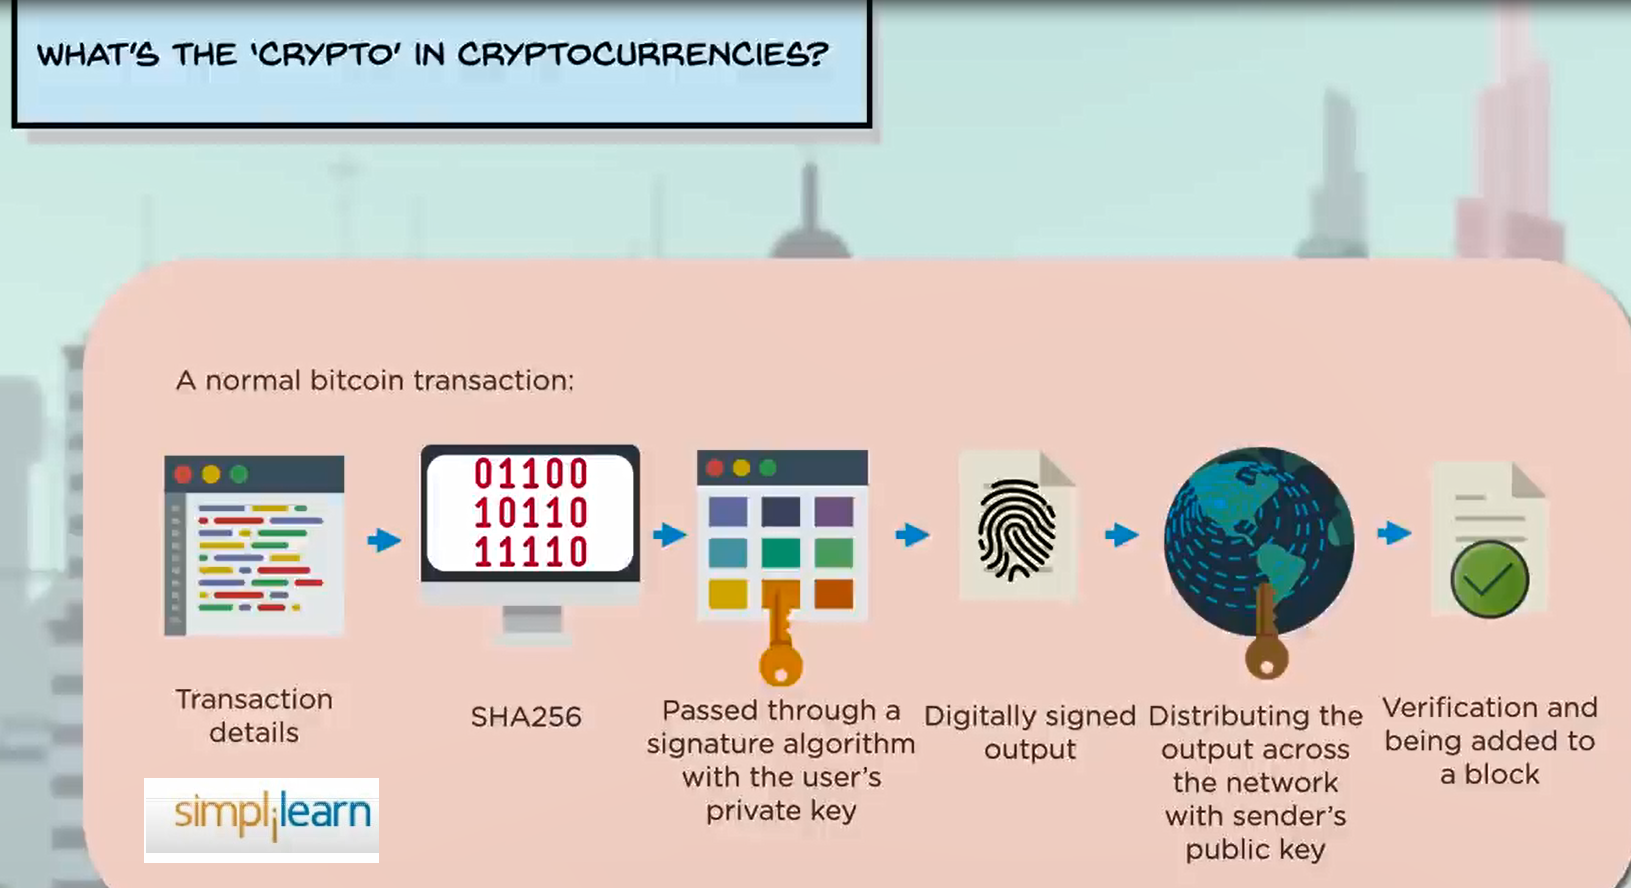 WHAT'S THE 'CRYPTO' IN CRYPTOCURRENCIES?
A normal bitcoin transaction:
01100
10110
11110
Transaction
details
SHA256
Passed through a
signature algorithm
with the user's
private key
Digitally signed
output
Distributing the
output across
the network
with sender's
public key
Verification and
being added to
a block
simplilearn